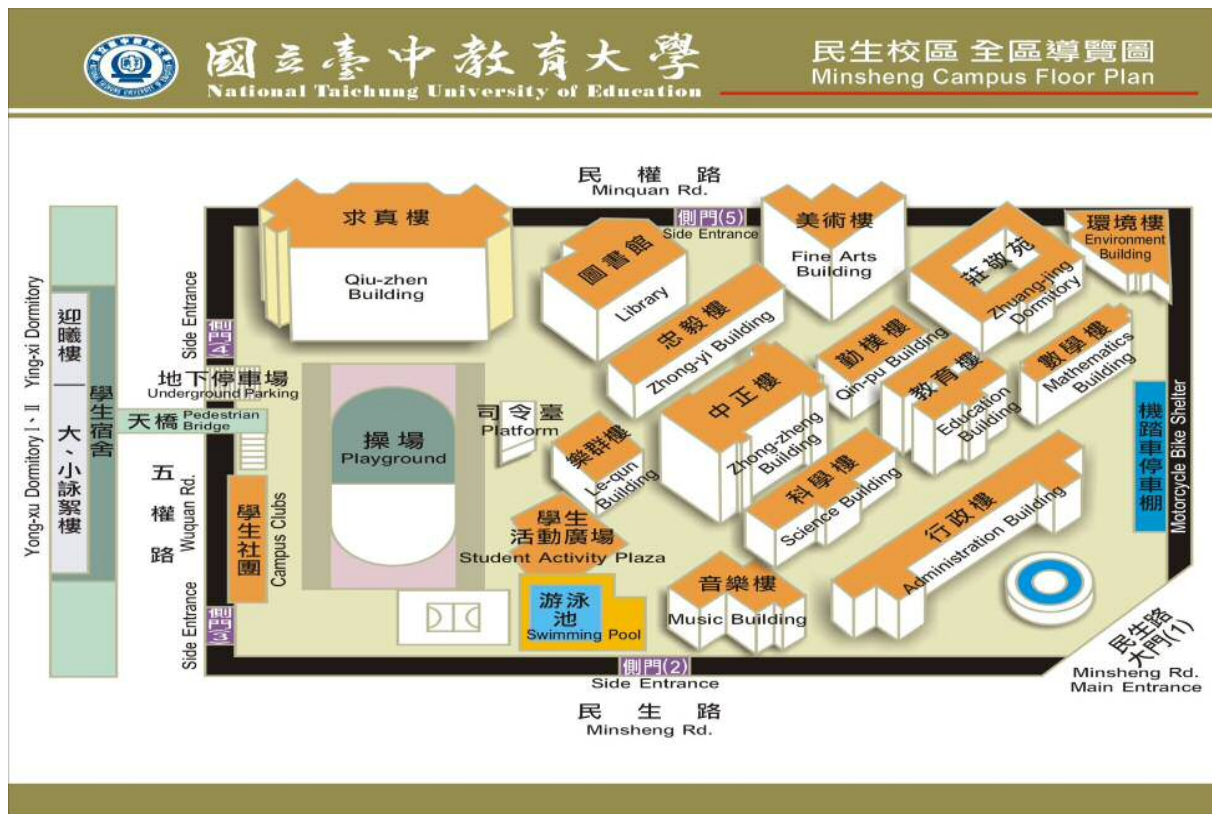 國立臺中教育大學
National Taichung University of Education
民生校區 全區導覽圖
Minsheng Campus Floor Plan
民權路
Minquan Rd.
求真樓
Qiu-zhen
Building
圖書館
Library
側門(5)
Side Entrance
美術樓
Fine Arts
Building
莊敬苑
Zhuang-jing
Dormitory
環境樓
Environment
Building
忠毅樓
Zhong-yi Building
勤樸樓
Qin-pu Building
教育樓
Education
Building
數學樓
Mathematics
Building
機踏車停車棚
Motorcycle Bike Shelter
Side Entrance
側門4
地下停車場
Underground Parking
天橋
Pedestrian
Bridge
迎曦樓
Ying-xi Dormitory
大、小詠絮樓
Yong-xu Dormitory I、II
學生宿舍
五權路
Wuquan Rd.
學生社團
Campus Clubs
側門3
Side Entrance
操場
Playground
司令臺
Platform
樂群樓
Le-qun
Building
中正樓
Zhong-zheng
Building
科學樓
Science Building
行政樓
Administration Building
學生
活動廣場
Student Activity Plaza
游泳
池
Swimming Pool
音樂樓
Music Building
側門(2)
Side Entrance
民生路
Minsheng Rd.
民生路
大門(1)
Minsheng Rd.
Main Entrance